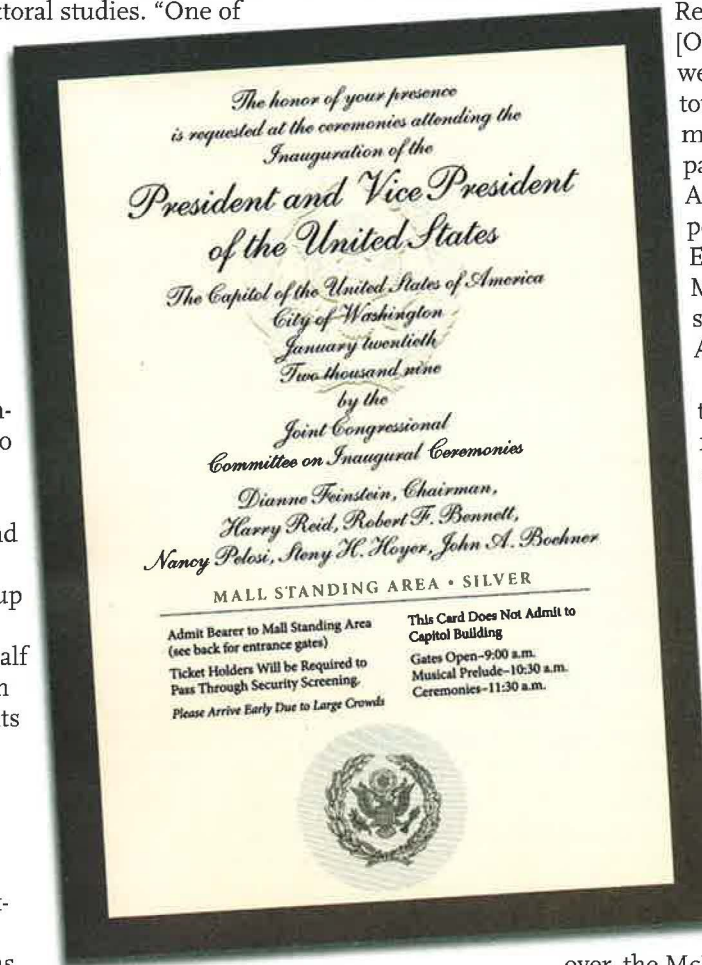 ctoral studies. “One of
The honor of your presence
is requested at the ceremonies attending the
Inauguration of the
President and Vice President
of the United States
The Capitol of the United States of America
City of Washington
January twentieth
Two thousand nine
by the
Joint Congressional
Committee on Inaugural Ceremonies
Dianne Feinstein, Chairman,
Harry Reid, Robert F. Bennett,
Nancy Pelosi, Steny H. Hoyer, John A. Boehner
MALL STANDING AREA • SILVER
Admit Bearer to Mall Standing Area
(see back for entrance gates)
Ticket Holders Will be Required to
Pass Through Security Screening.
Please Arrive Early Due to Large Crowds
This Card Does Not Admit to
Capitol Building
Gates Open–9:00 a.m.
Musical Prelude–10:30 a.m.
Ceremonies–11:30 a.m.
up
alf
over, the